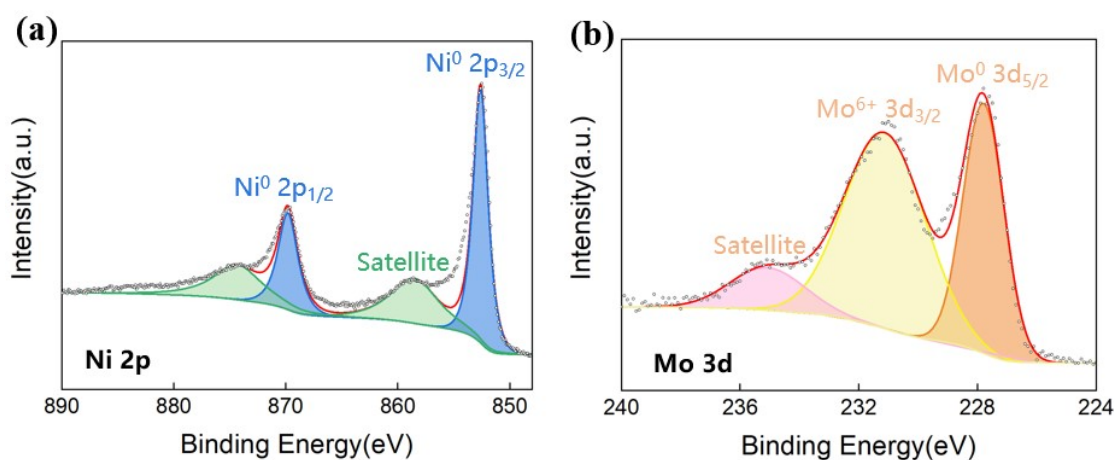 (a)
Ni⁰ 2p₃/₂
Ni⁰ 2p₁/₂
Satellite
Intensity(a.u.)
Ni 2p
890 880 870 860 850
Binding Energy(eV)
(b)
Mo⁰ 3d₅/₂
Mo⁶⁺ 3d₃/₂
Satellite
Intensity(a.u.)
Mo 3d
240 236 232 228 224
Binding Energy(eV)